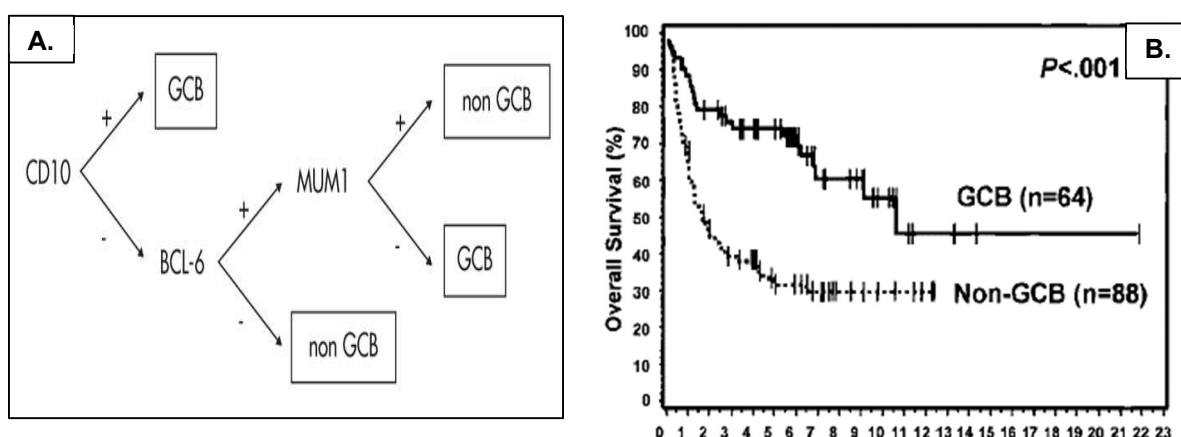 A.
GCB
non GCB
+
+
CD10
MUM1
+
-
-
BCL-6
GCB
-
non GCB
B.
P<.001
Overall Survival (%)
100
90
80
70
60
50
40
30
20
10
0
GCB (n=64)
Non-GCB (n=88)
0 1 2 3 4 5 6 7 8 9 10 11 12 13 14 15 16 17 18 19 20 21 22 23